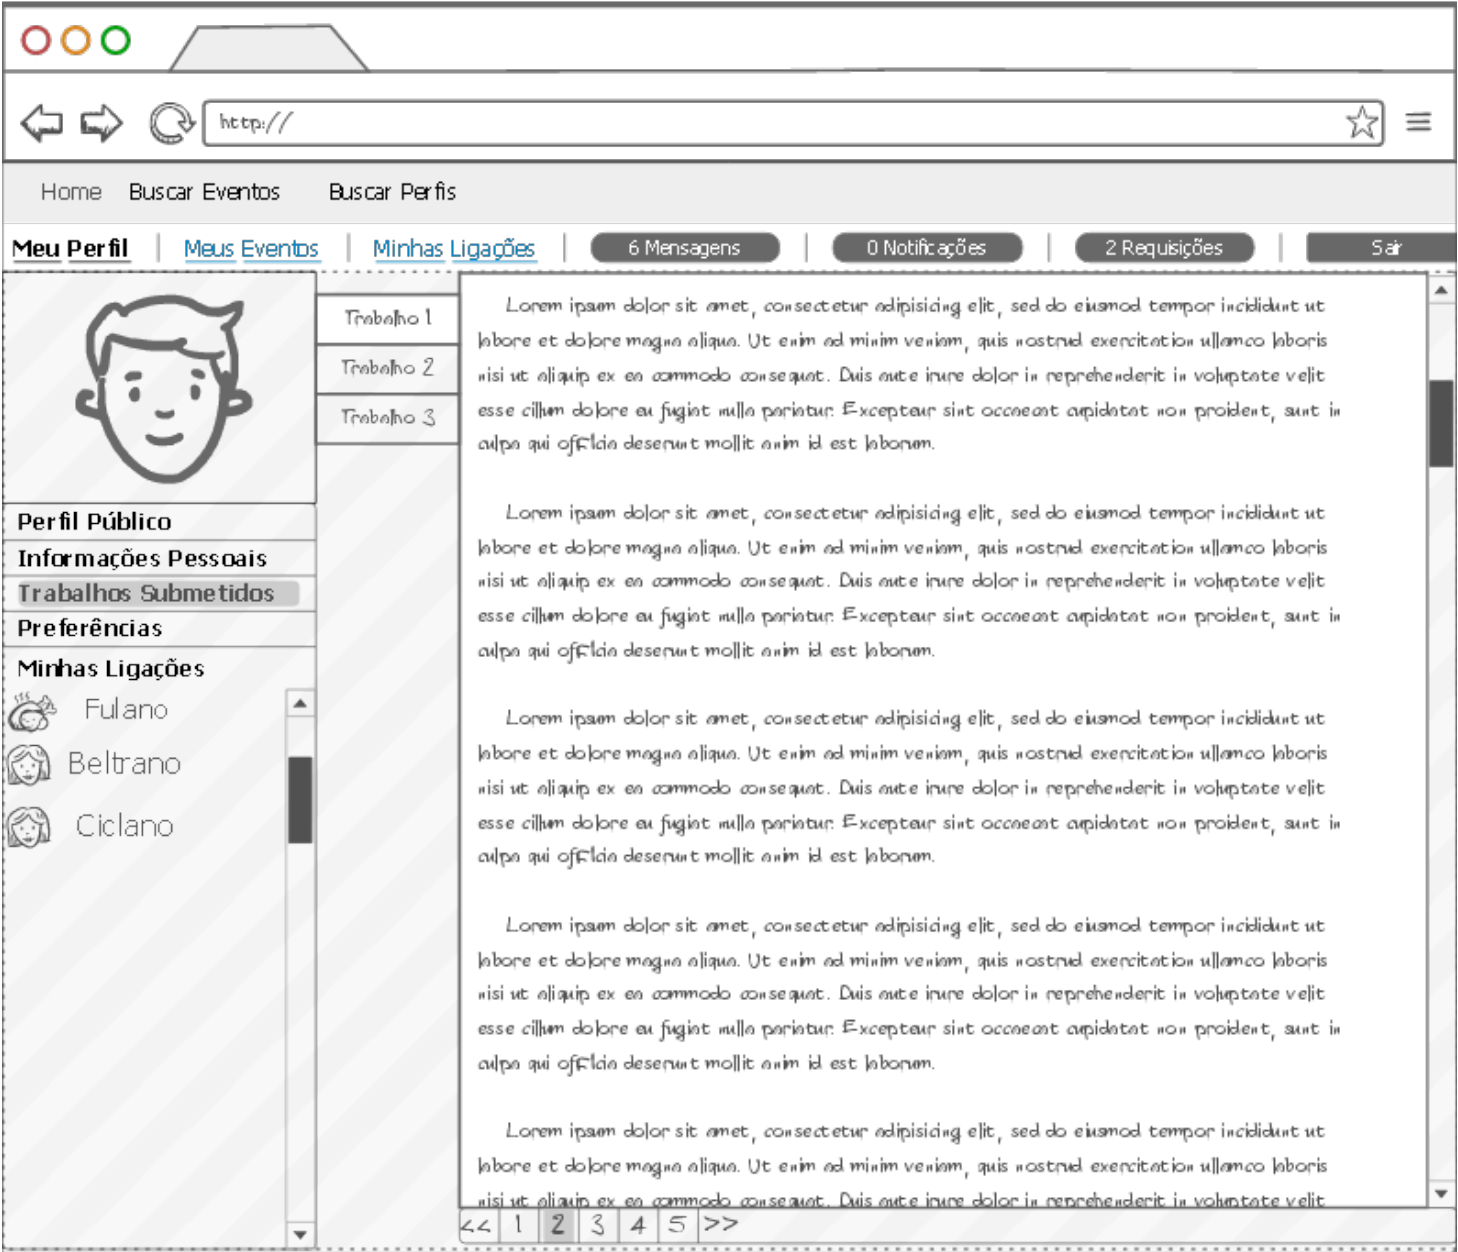 http://
Home Buscar Eventos Buscar Perfis
Meu Perfil | Meus Eventos | Minhas Ligações | 6 Mensagens | 0 Notificações | 2 Requisições | Sair
Perfil Público
Informações Pessoais
Trabalhos Submetidos
Preferências
Minhas Ligações
Fulano
Beltrano
Ciclano
Trabalho 1
Trabalho 2
Trabalho 3
Lorem ipsum dolor sit amet, consectetur adipisicing elit, sed do eiusmod tempor incididunt ut
labore et dolore magna aliqua. Ut enim ad minim veniam, quis nostrud exercitation ullamco laboris
nisi ut aliquip ex ea commodo consequat. Duis aute irure dolor in reprehenderit in voluptate velit
esse cillum dolore eu fugiat nulla pariatur. Excepteur sint occaecat cupidatat non proident, sunt in
culpa qui officia deserunt mollit anim id est laborum.
Lorem ipsum dolor sit amet, consectetur adipisicing elit, sed do eiusmod tempor incididunt ut
labore et dolore magna aliqua. Ut enim ad minim veniam, quis nostrud exercitation ullamco laboris
nisi ut aliquip ex ea commodo consequat. Duis aute irure dolor in reprehenderit in voluptate velit
esse cillum dolore eu fugiat nulla pariatur. Excepteur sint occaecat cupidatat non proident, sunt in
culpa qui officia deserunt mollit anim id est laborum.
Lorem ipsum dolor sit amet, consectetur adipisicing elit, sed do eiusmod tempor incididunt ut
labore et dolore magna aliqua. Ut enim ad minim veniam, quis nostrud exercitation ullamco laboris
nisi ut aliquip ex ea commodo consequat. Duis aute irure dolor in reprehenderit in voluptate velit
esse cillum dolore eu fugiat nulla pariatur. Excepteur sint occaecat cupidatat non proident, sunt in
culpa qui officia deserunt mollit anim id est laborum.
Lorem ipsum dolor sit amet, consectetur adipisicing elit, sed do eiusmod tempor incididunt ut
labore et dolore magna aliqua. Ut enim ad minim veniam, quis nostrud exercitation ullamco laboris
nisi ut aliquip ex ea commodo consequat. Duis aute irure dolor in reprehenderit in voluptate velit
esse cillum dolore eu fugiat nulla pariatur. Excepteur sint occaecat cupidatat non proident, sunt in
culpa qui officia deserunt mollit anim id est laborum.
Lorem ipsum dolor sit amet, consectetur adipisicing elit, sed do eiusmod tempor incididunt ut
labore et dolore magna aliqua. Ut enim ad minim veniam, quis nostrud exercitation ullamco laboris
nisi ut aliquip ex ea commodo consequat. Duis aute irure dolor in reprehenderit in voluptate velit
<< 1 2 3 4 5 >>